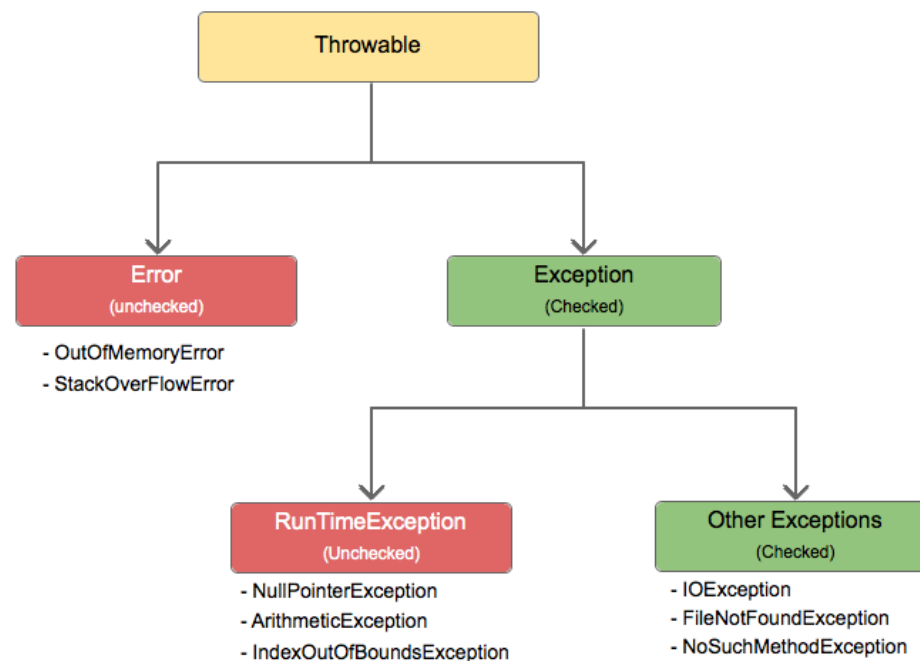 Throwable
Error
(unchecked)
Exception
(Checked)
- OutOfMemoryError
- StackOverFlowError
RunTimeException
(Unchecked)
Other Exceptions
(Checked)
- NullPointerException
- ArithmeticException
- IndexOutOfBoundsException
- IOException
- FileNotFoundException
- NoSuchMethodException